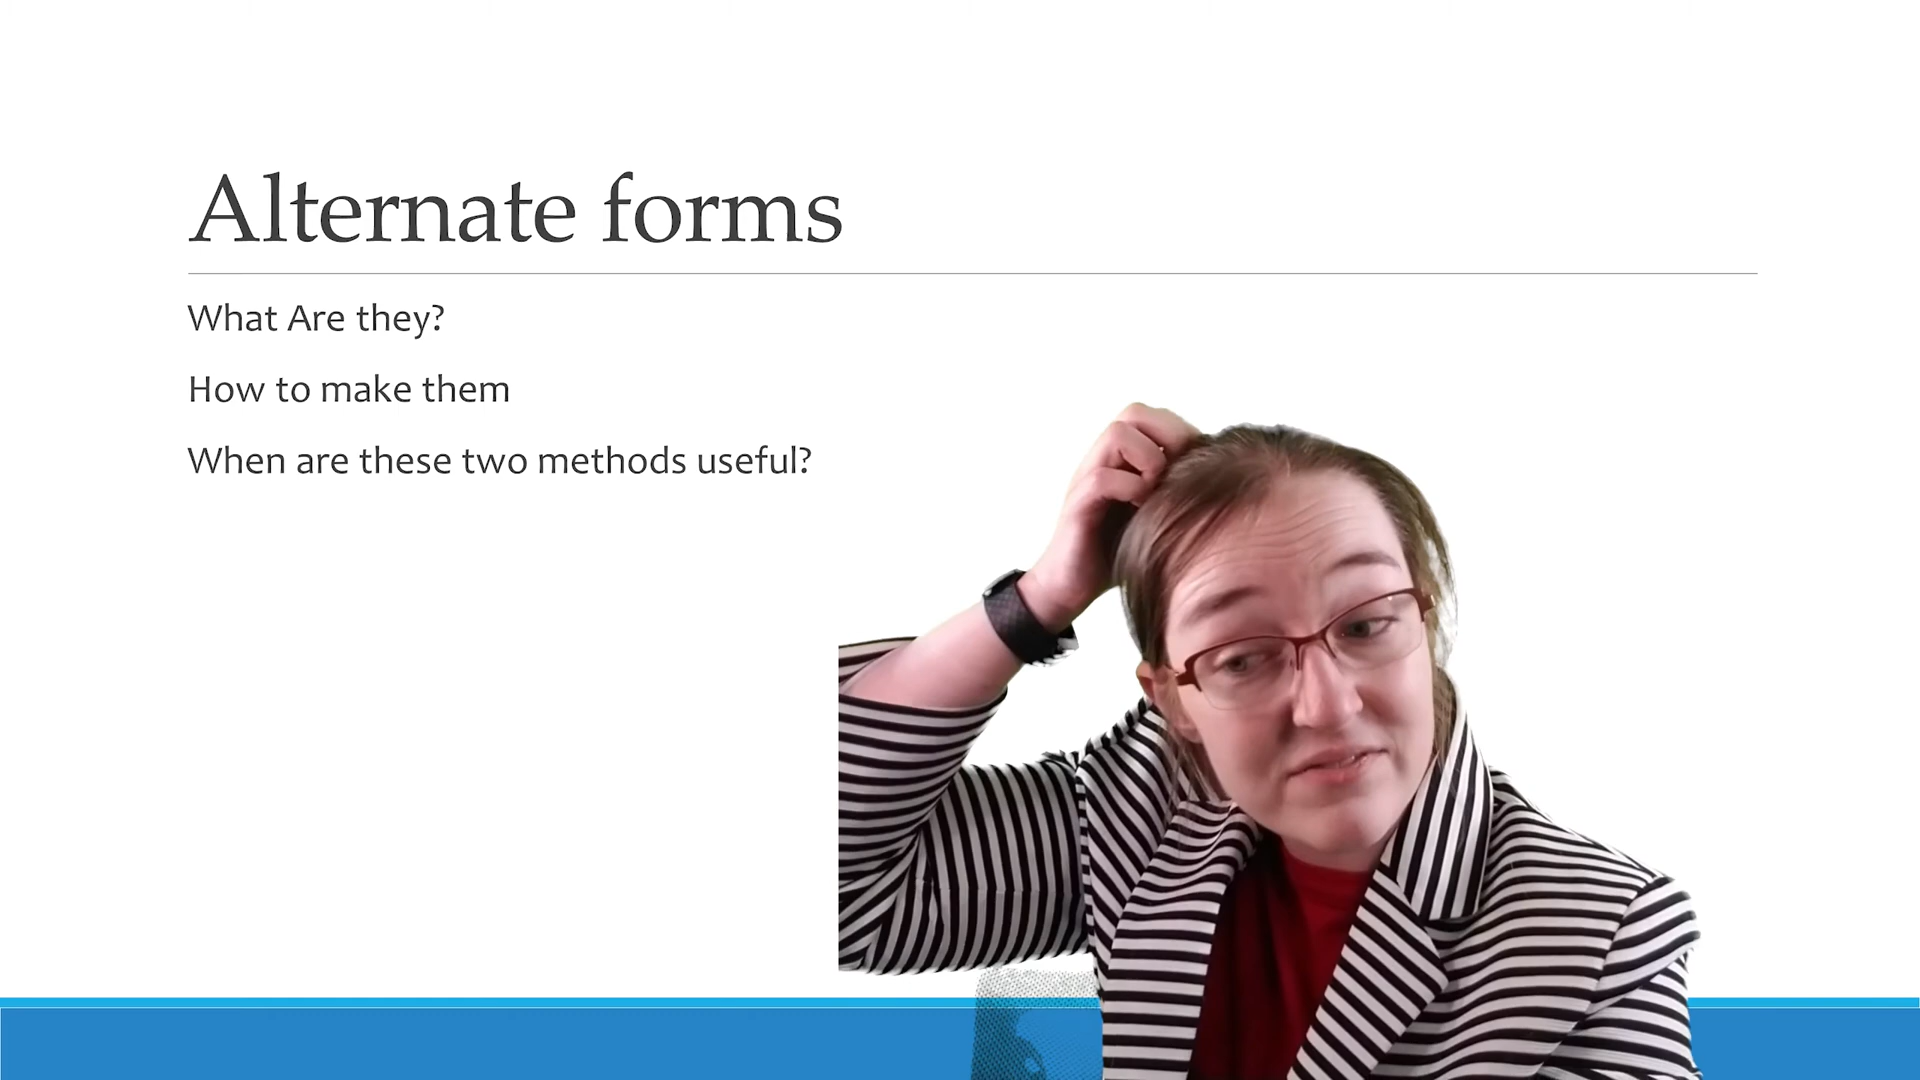 Alternate forms
What Are they?
How to make them
When are these two methods useful?